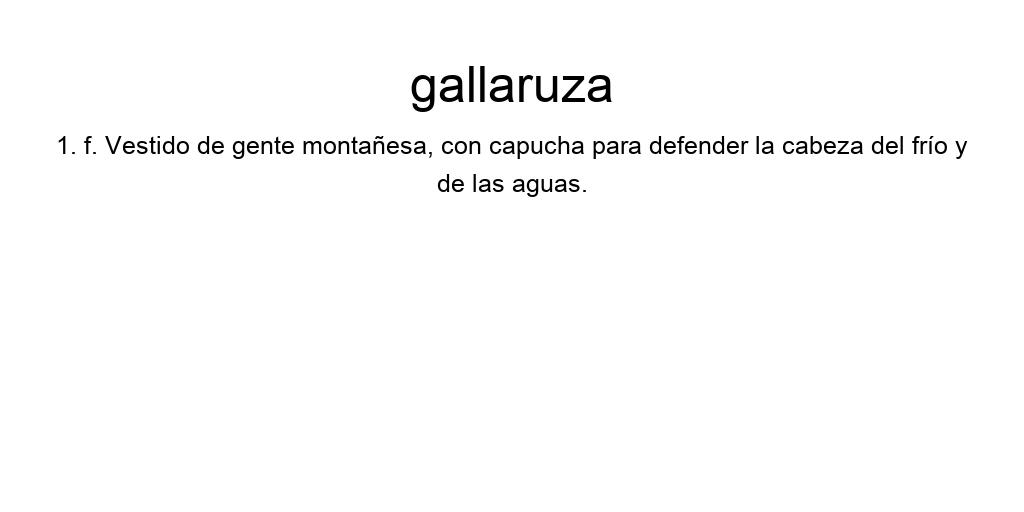 gallaruza
1. f. Vestido de gente montañesa, con capucha para defender la cabeza del frío y
de las aguas.